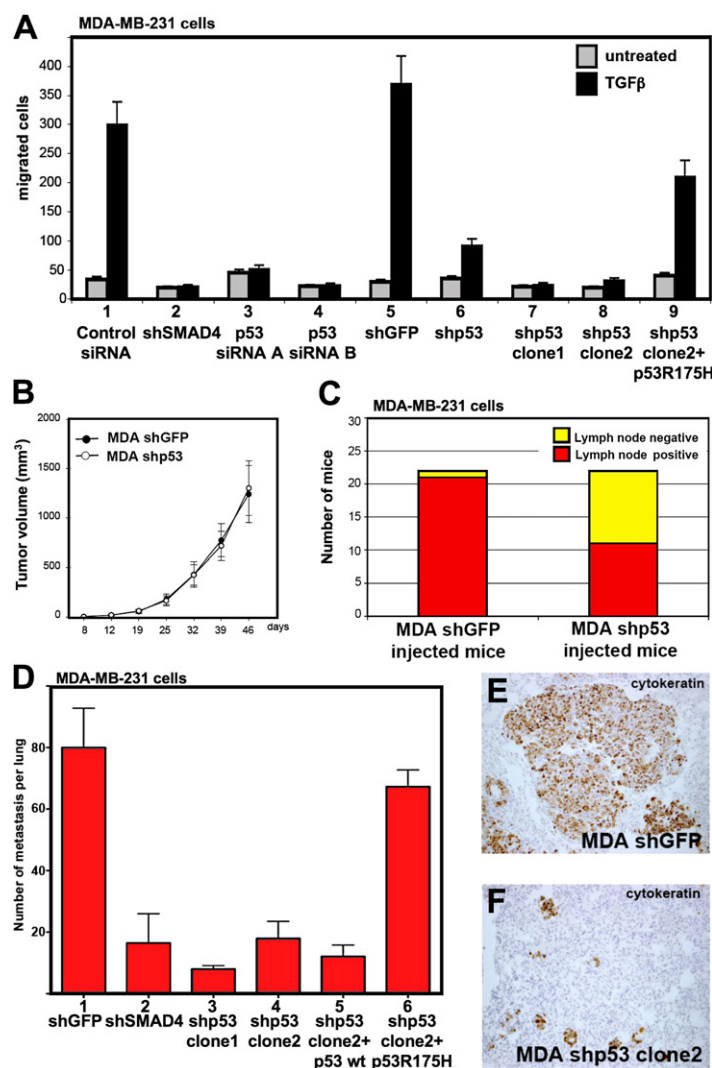 A
MDA-MB-231 cells
untreated
TGFβ
migrated cells
400
350
300
250
200
150
100
50
0
1 2 3 4 5 6 7 8 9
Control siRNA
shSMAD4
p53 siRNA A
p53 siRNA B
shGFP
shp53
shp53 clone1
shp53 clone2
shp53 clone2+ p53R175H
B
MDA shGFP
MDA shp53
Tumor volume (mm³)
2000
1500
1000
500
0
8 12 19 25 32 39 46 days
C
MDA-MB-231 cells
Lymph node negative
Lymph node positive
Number of mice
30
25
20
15
10
5
0
MDA shGFP injected mice
MDA shp53 injected mice
D
MDA-MB-231 cells
Number of metastasis per lung
80
60
40
20
1 2 3 4 5 6
shGFP
shSMAD4
shp53 clone1
shp53 clone2
shp53 clone2+ p53 wt
shp53 clone2+ p53R175H
E
cytokeratin
MDA shGFP
F
cytokeratin
MDA shp53 clone2